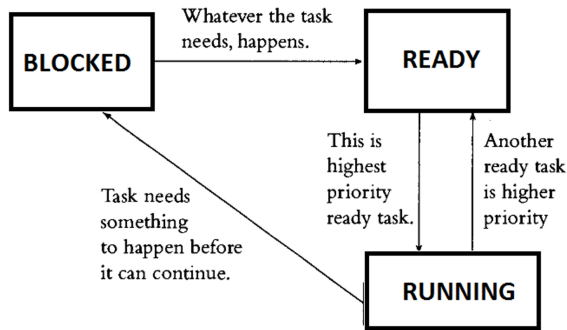 Whatever the task
needs, happens.
BLOCKED
READY
This is
highest
priority
ready task.
Another
ready task
is higher
priority
Task needs
something
to happen before
it can continue.
RUNNING